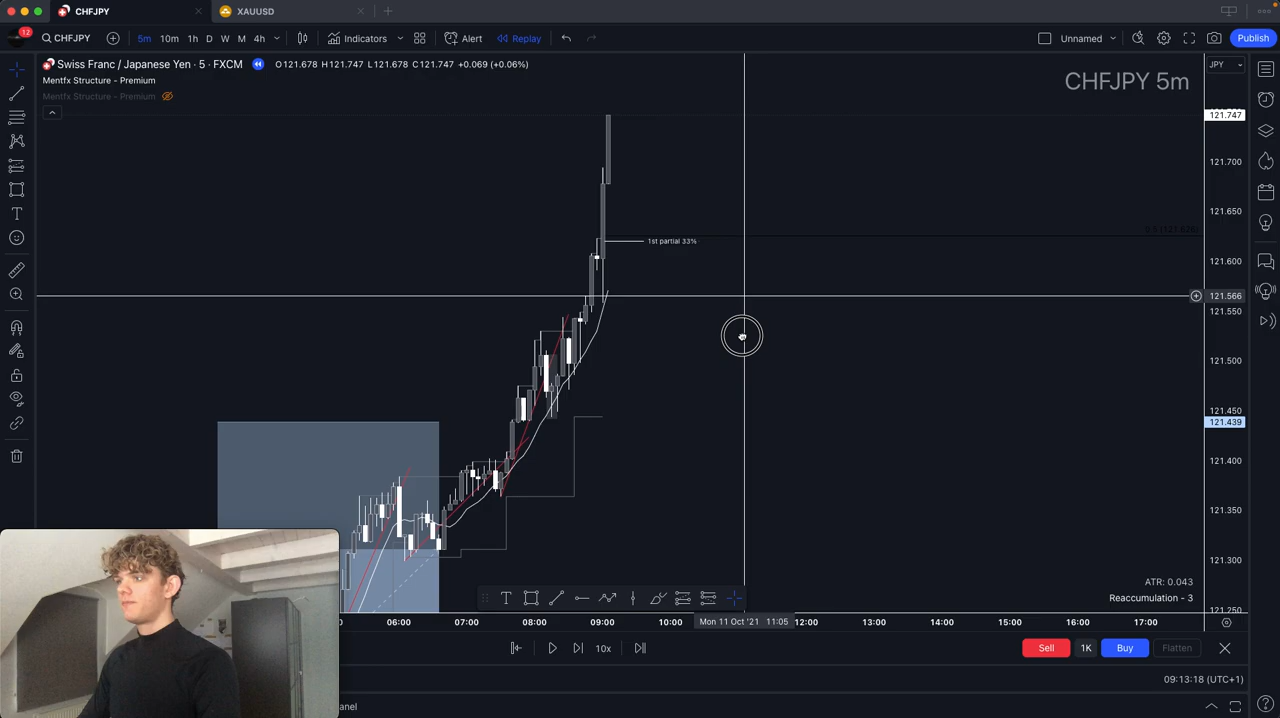 CHFJPY
XAUUSD
12
CHFJPY
5m
10m
1h
D
W
M
4h
Indicators
Alert
Replay
Unnamed
Publish
Swiss Franc / Japanese Yen · 5 · FXCM
O121.678 H121.747 L121.678 C121.747 +0.069 (+0.06%)
JPY
Mentfx Structure - Premium
Mentfx Structure - Premium
CHFJPY 5m
121.747
121.700
121.650
1st partial 33%
121.600
121.566
121.550
121.500
121.450
121.439
121.400
121.350
121.300
ATR: 0.043
Reaccumulation - 3
121.250
06:00
07:00
08:00
09:00
10:00
Mon 11 Oct '21 11:05
12:00
13:00
14:00
15:00
16:00
17:00
10x
Sell
1K
Buy
Flatten
09:13:18 (UTC+1)
anel